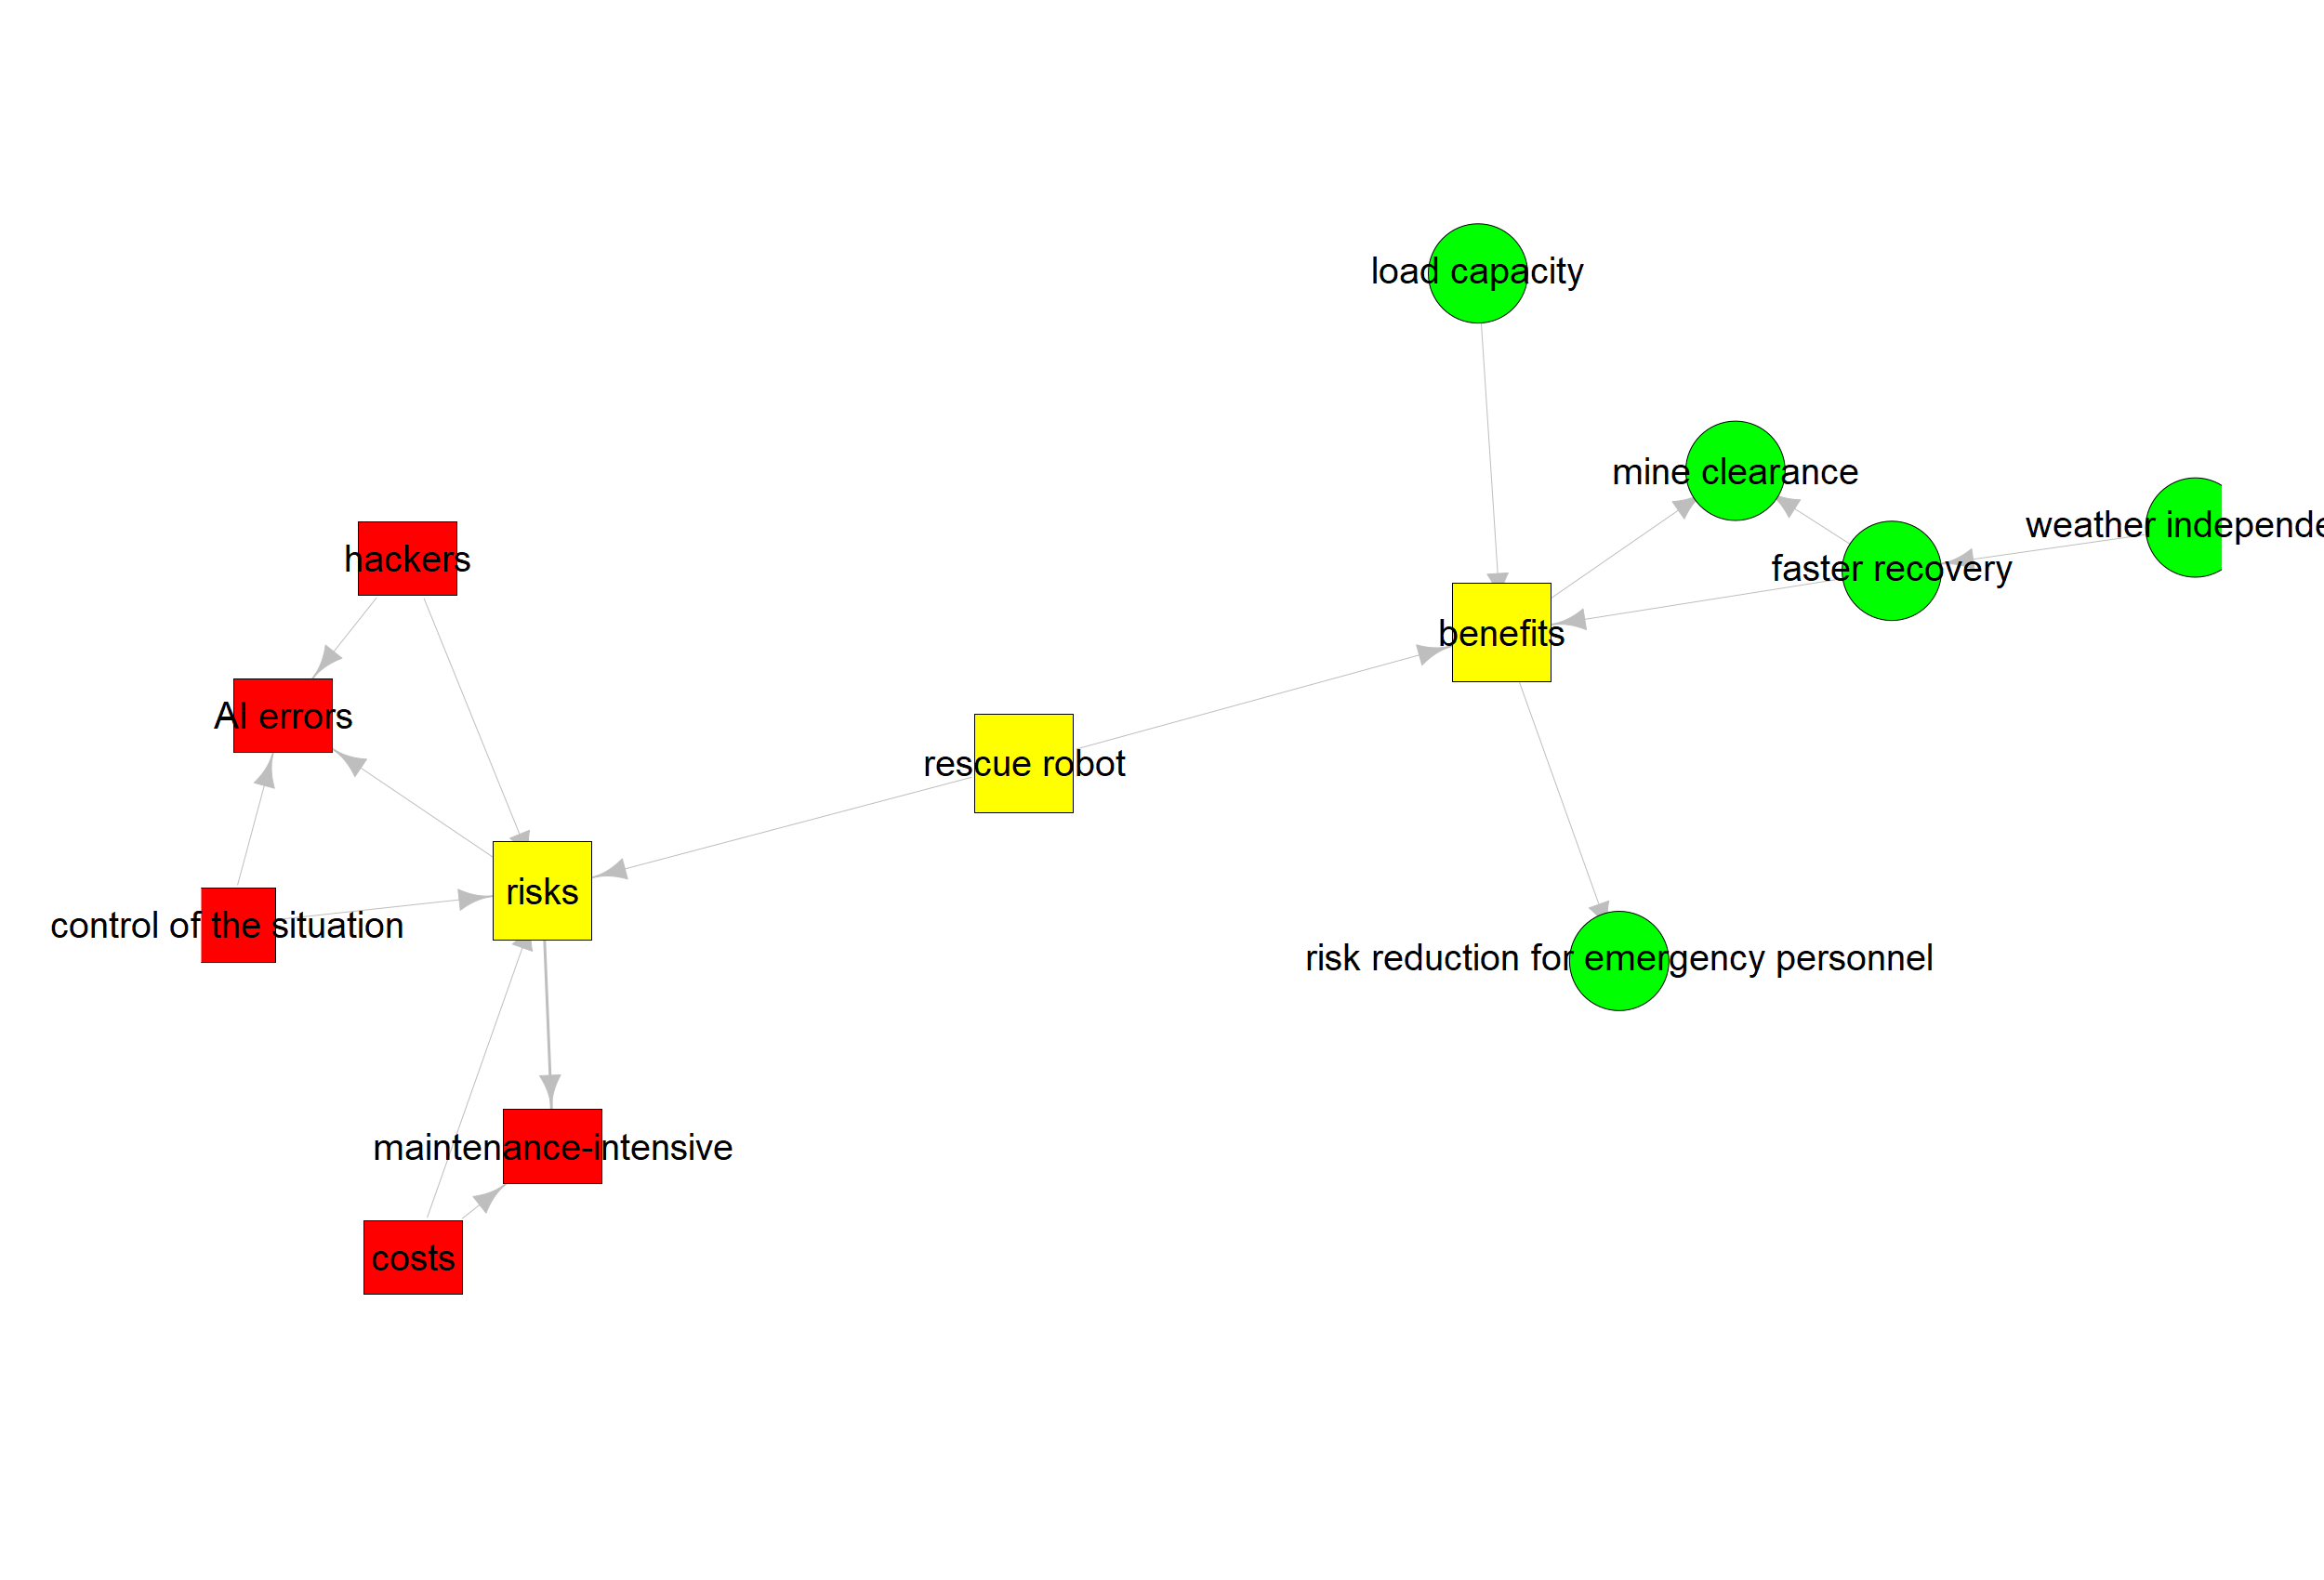 load capacity
mine clearance
weather independe
faster recovery
hackers
benefits
AI errors
rescue robot
risks
control of the situation
risk reduction for emergency personnel
maintenance-intensive
costs